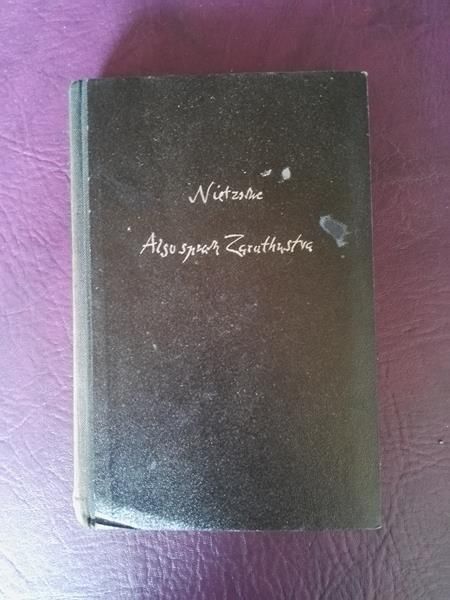 Nietzsche
Also sprach Zarathustra